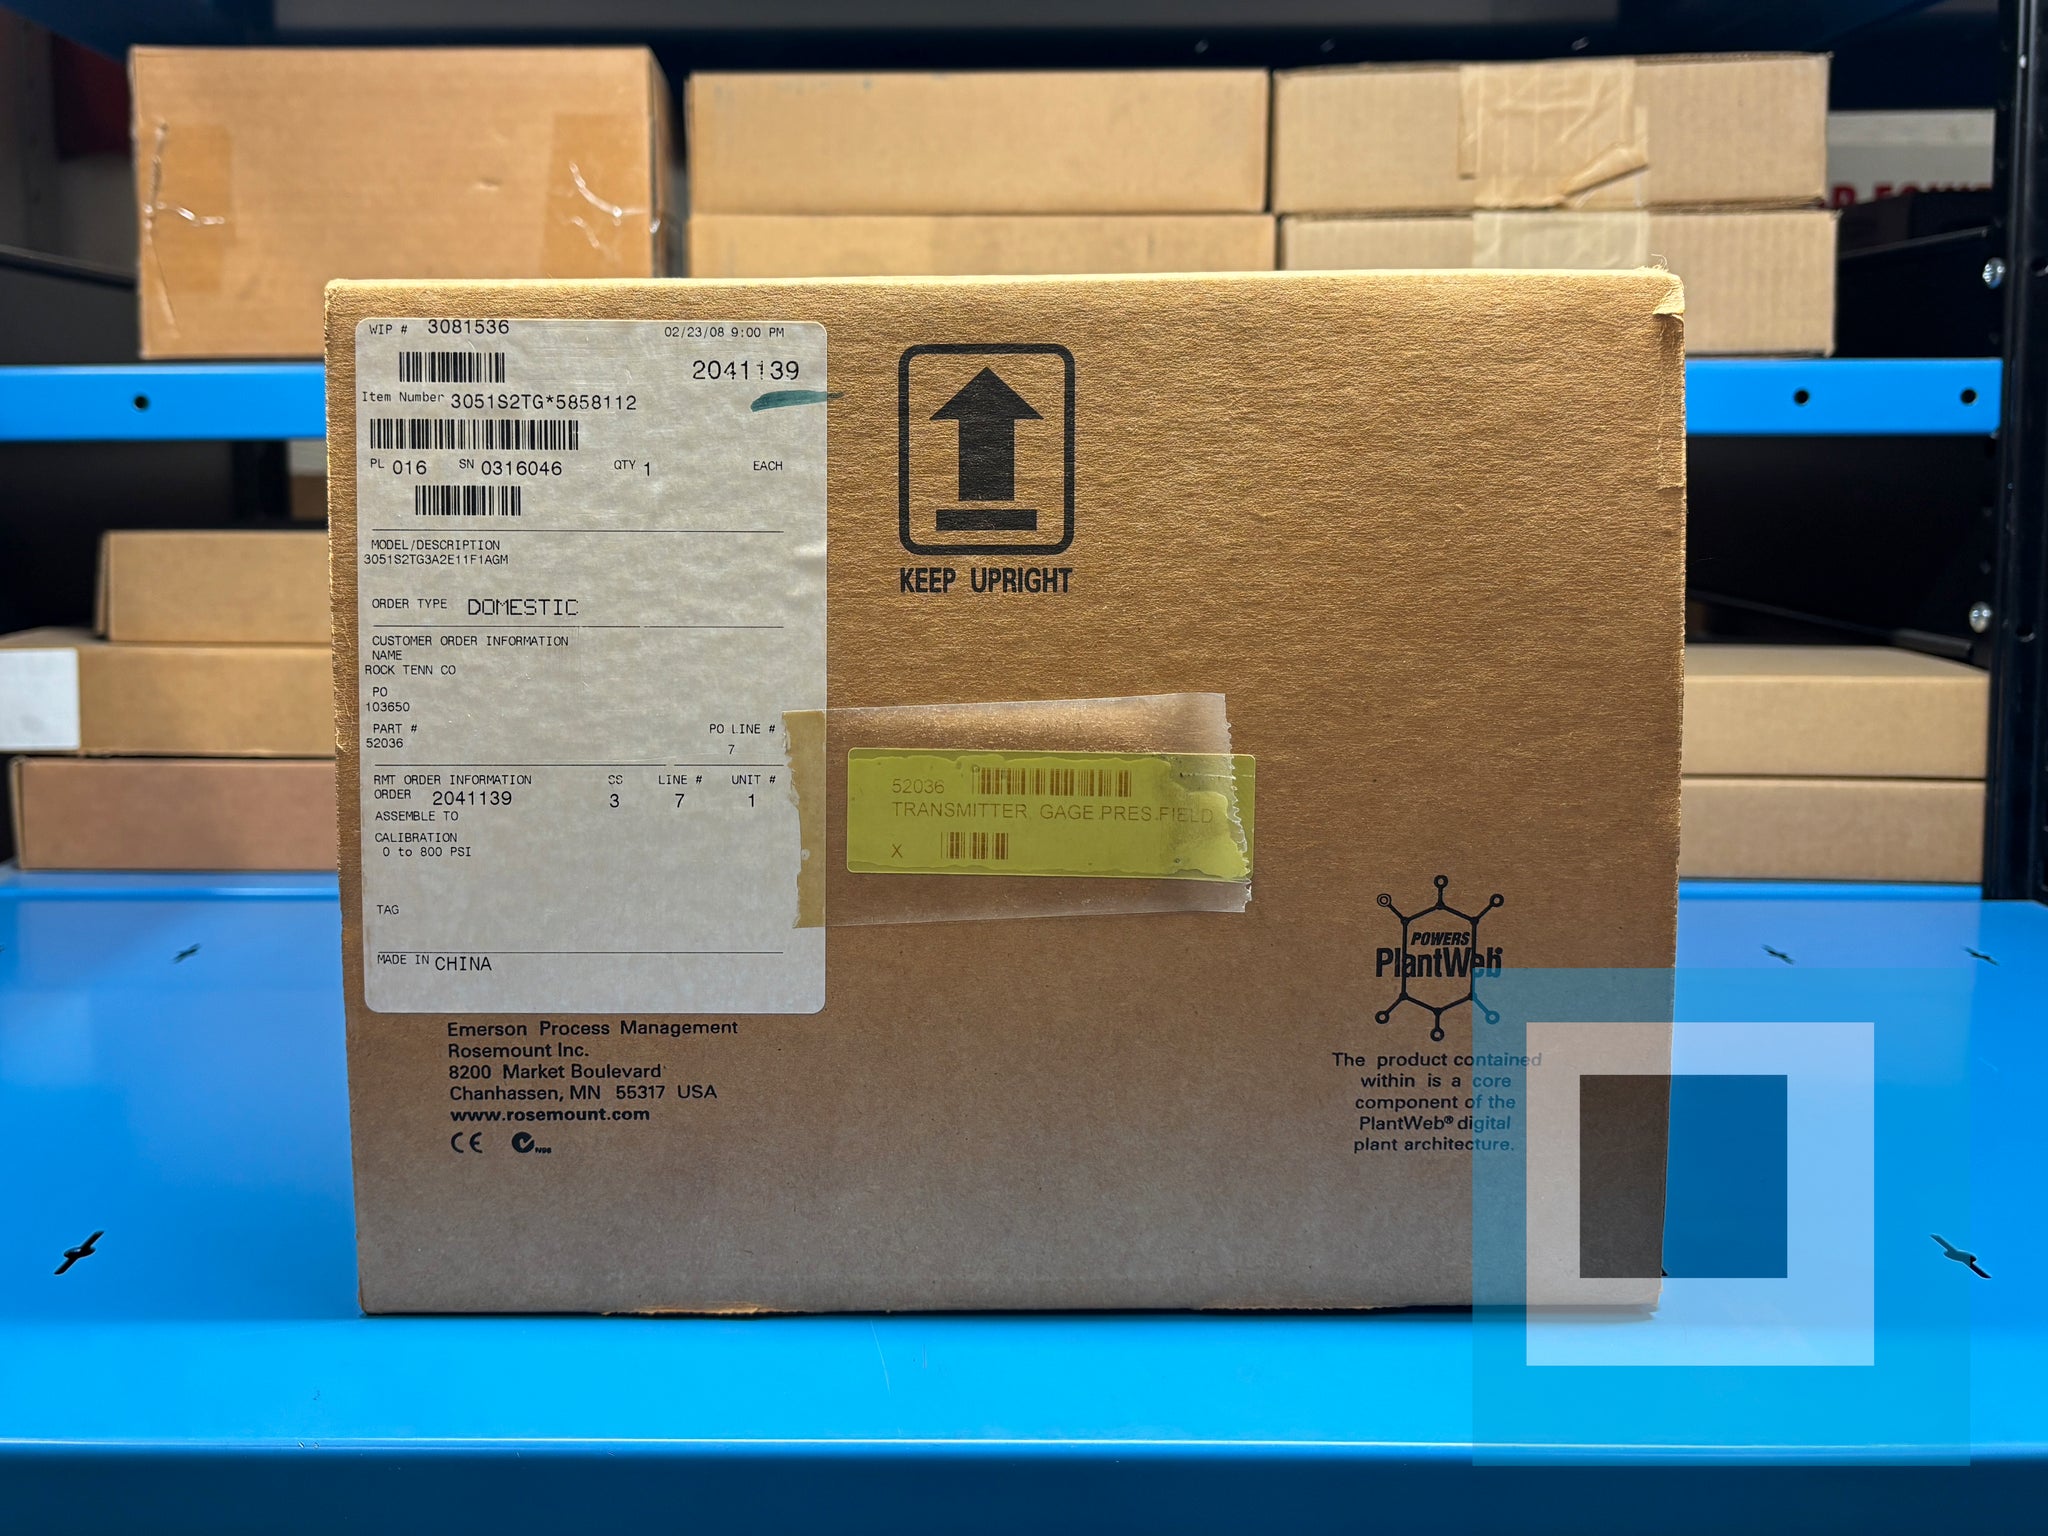 WIP # 3081536 02/23/08 9:00 PM
2041139
Item Number 3051S2TG*5858112
PL 016 SN 0316046 QTY 1 EACH
MODEL/DESCRIPTION
3051S2TG3A2E11F1AGM
ORDER TYPE DOMESTIC
CUSTOMER ORDER INFORMATION
NAME
ROCK TENN CO
PO
103650
PART # PO LINE #
52036 7
RMT ORDER INFORMATION SS LINE # UNIT #
ORDER 2041139 3 7 1
ASSEMBLE TO
CALIBRATION
0 to 800 PSI
TAG
MADE IN CHINA
Emerson Process Management
Rosemount Inc.
8200 Market Boulevard
Chanhassen, MN 55317 USA
www.rosemount.com
CE N96
KEEP UPRIGHT
52036
TRANSMITTER, GAGE PRES.FIELD
X
POWERS
PlantWeb®
The product contained
within is a core
component of the
PlantWeb® digital
plant architecture.